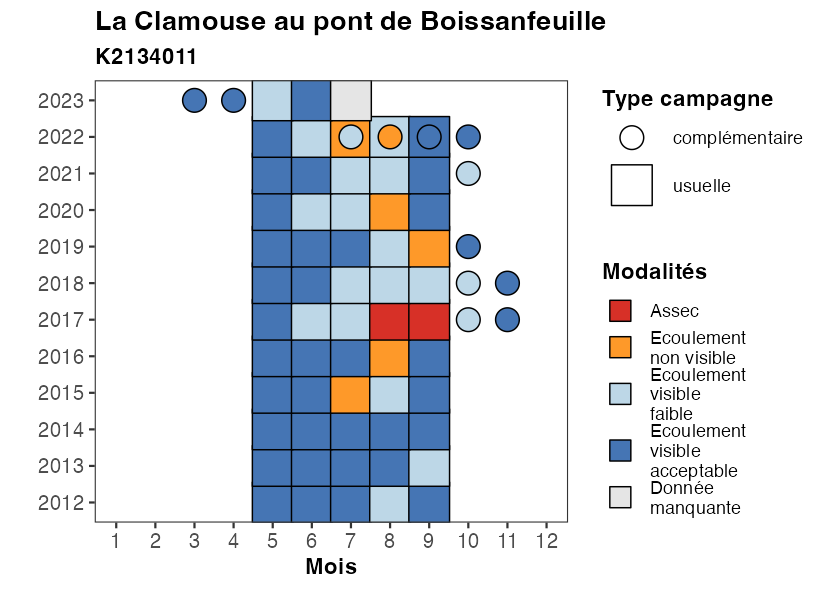 La Clamouse au pont de Boissanfeuille
K2134011
2023
2022
2021
2020
2019
2018
2017
2016
2015
2014
2013
2012
1 2 3 4 5 6 7 8 9 10 11 12
Mois
Type campagne
complémentaire
usuelle
Modalités
Assec
Ecoulement
non visible
Ecoulement
visible
faible
Ecoulement
visible
acceptable
Donnée
manquante